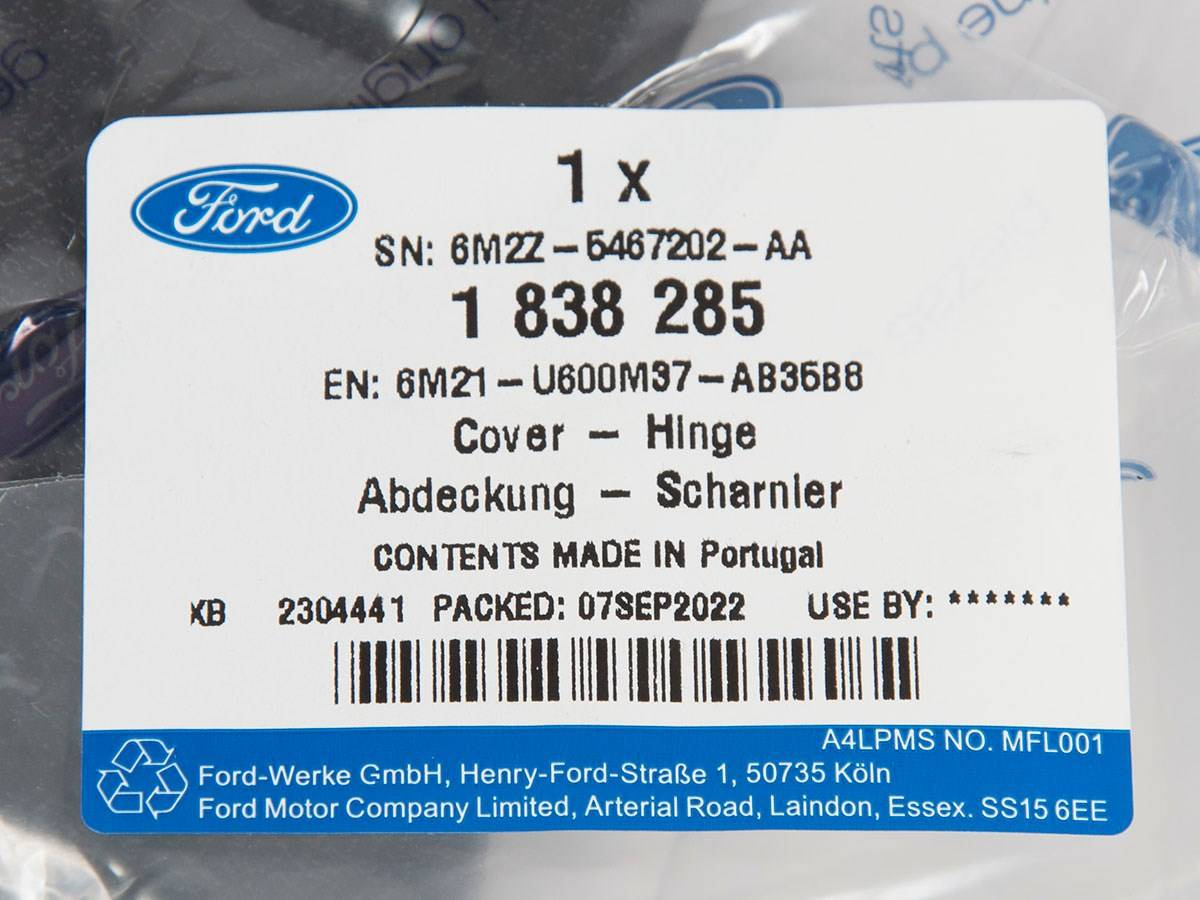 Ford
1 x
SN: 6M2Z-5467202-AA
1 838 285
EN: 6M21-U600M37-AB35B8
Cover - Hinge
Abdeckung - Scharnier
CONTENTS MADE IN Portugal
XB 2304441 PACKED: 07SEP2022 USE BY: *******
A4LPMS NO. MFL001
Ford-Werke GmbH, Henry-Ford-Straße 1, 50735 Köln
Ford Motor Company Limited, Arterial Road, Laindon, Essex. SS15 6EE